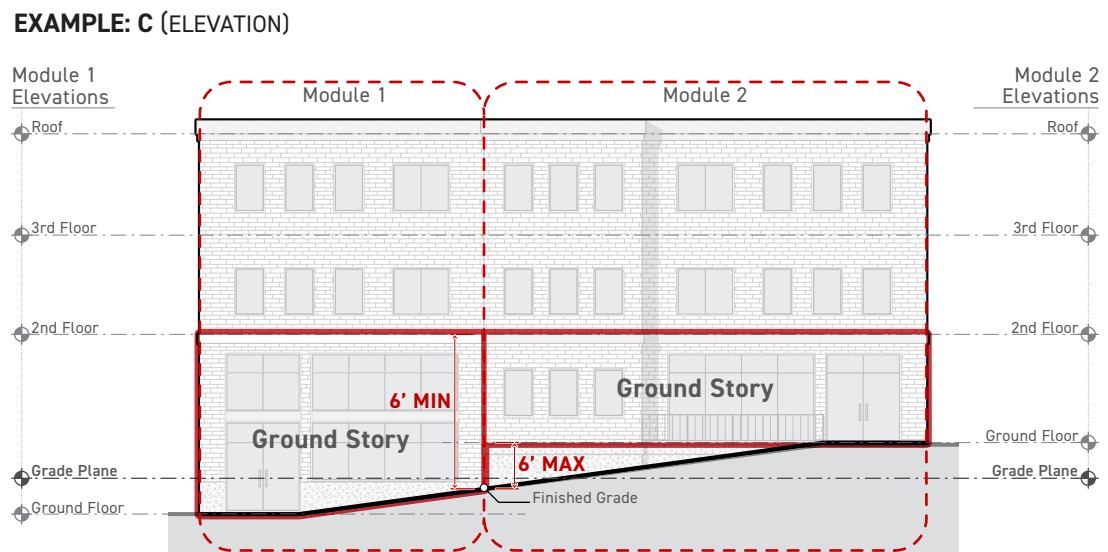 EXAMPLE: C (ELEVATION)
Module 1
Elevations
Module 1
Module 2
Module 2
Elevations
Roof
Roof
3rd Floor
3rd Floor
2nd Floor
2nd Floor
6’ MIN
Ground Story
Ground Story
Ground Floor
6’ MAX
Grade Plane
Grade Plane
Finished Grade
Ground Floor